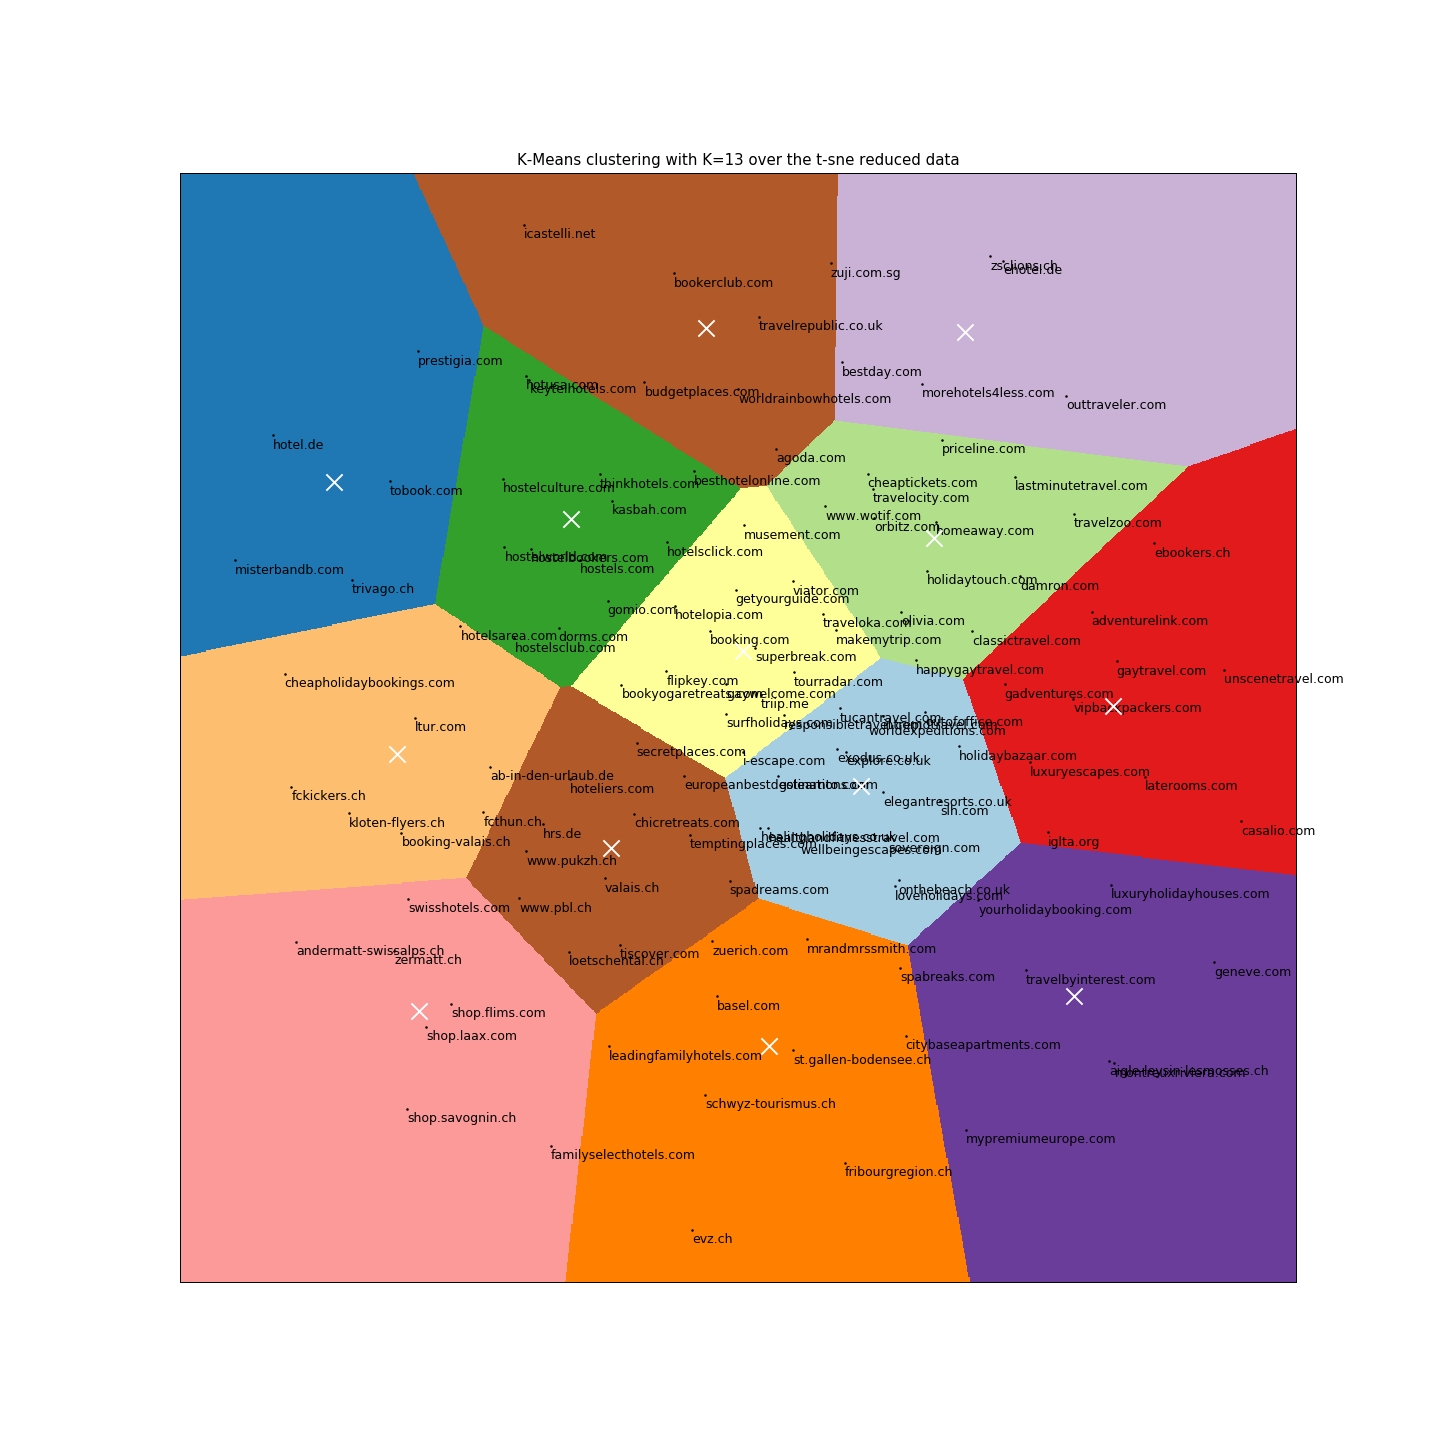 K-Means clustering with K=13 over the t-sne reduced data
icastelli.net
zsclions.ch
ehotel.de
zuji.com.sg
bookerclub.com
travelrepublic.co.uk
prestigia.com
bestday.com
hotusa.com
keytelhotels.com
budgetplaces.com
morehotels4less.com
worldrainbowhotels.com
outtraveler.com
hotel.de
priceline.com
agoda.com
besthotelonline.com
thinkhotels.com
cheaptickets.com
lastminutetravel.com
hostelculture.com
tobook.com
travelocity.com
kasbah.com
www.wotif.com
travelzoo.com
orbitz.com
homeaway.com
musement.com
hotelsclick.com
ebookers.ch
hostelworld.com
hostelbookers.com
hostels.com
misterbandb.com
holidaytouch.com
damron.com
trivago.ch
viator.com
getyourguide.com
gomio.com
hotelopia.com
traveloka.com
olivia.com
adventurelink.com
hotelsarea.com
dorms.com
booking.com
makemytrip.com
classictravel.com
hostelsclub.com
superbreak.com
happygaytravel.com
gaytravel.com
unscenetravel.com
cheapholidaybookings.com
flipkey.com
tourradar.com
bookyogaretreats.com
gaywelcome.com
gadventures.com
triip.me
vipbackpackers.com
tucantravel.com
surfholidays.com
responsibletravel.com
ltur.com
worldexpeditions.com
secretplaces.com
exodus.co.uk
holidaybazaar.com
i-escape.com
explore.co.uk
luxuryescapes.com
ab-in-den-urlaub.de
europeanbestdestinations.com
laterooms.com
hoteliers.com
fckickers.ch
elegantresorts.co.uk
slh.com
kloten-flyers.ch
fcthun.ch
chicretreats.com
casalio.com
hrs.de
healingholidays.co.uk
healthandfitnesstravel.com
booking-valais.ch
temptingplaces.com
iglta.org
wellbeingescapes.com
sovereign.com
www.pukzh.ch
valais.ch
spadreams.com
onthebeach.co.uk
loveholidays.com
luxuryholidayhouses.com
swisshotels.com
www.pbl.ch
yourholidaybooking.com
andermatt-swissalps.ch
zermatt.ch
tiscover.com
loetschental.ch
zuerich.com
mrandmrssmith.com
spabreaks.com
geneve.com
travelbyinterest.com
shop.flims.com
basel.com
shop.laax.com
citybaseapartments.com
leadingfamilyhotels.com
st.gallen-bodensee.ch
aigle-leysin-lesmosses.ch
montreuxriviera.com
schwyz-tourismus.ch
shop.savognin.ch
mypremiumeurope.com
familyselecthotels.com
fribourgregion.ch
evz.ch